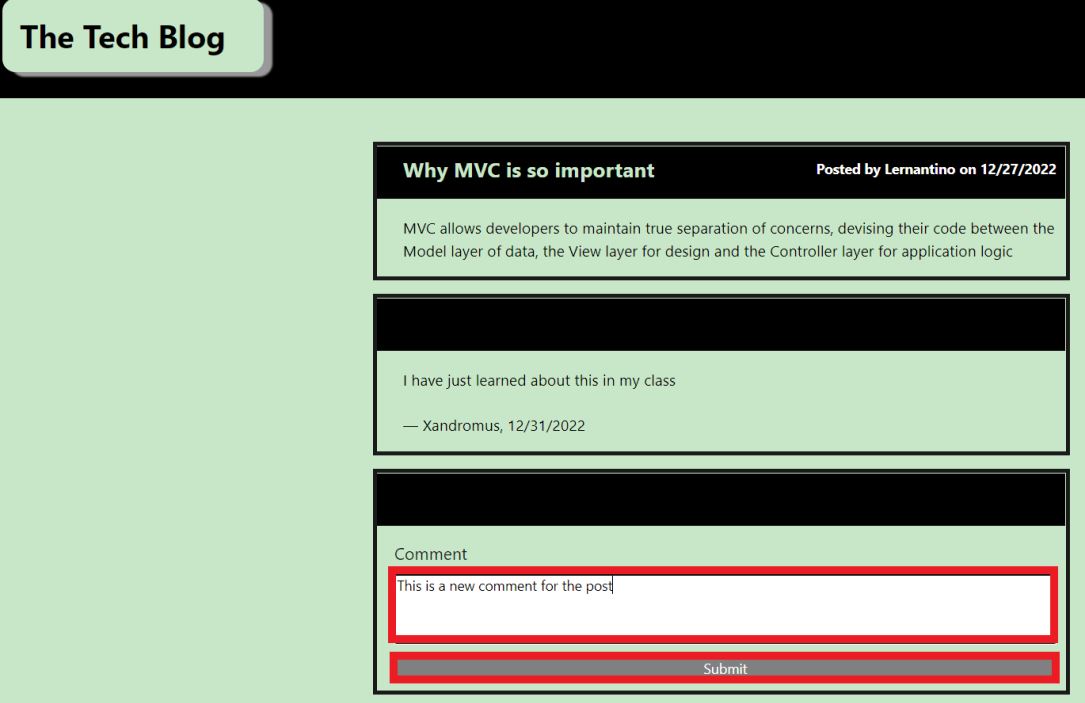 The Tech Blog
Why MVC is so important
Posted by Lernantino on 12/27/2022
MVC allows developers to maintain true separation of concerns, devising their code between the
Model layer of data, the View layer for design and the Controller layer for application logic
I have just learned about this in my class
— Xandromus, 12/31/2022
Comment
This is a new comment for the post
Submit